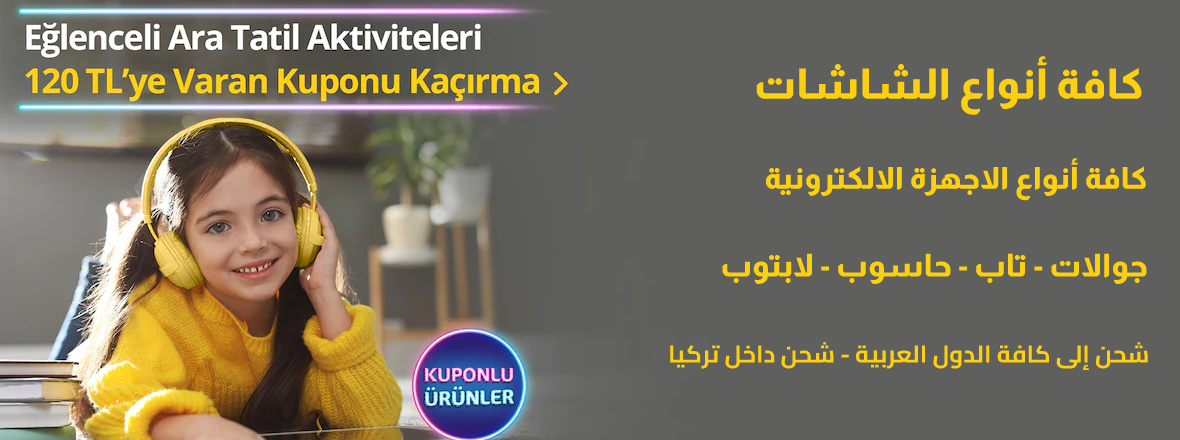 Eğlenceli Ara Tatil Aktiviteleri
120 TL’ye Varan Kuponu Kaçırma >
KUPONLU
ÜRÜNLER
كافة أنواع الشاشات
كافة أنواع الاجهزة الالكترونية
جوالات - تاب - حاسوب - لابتوب
شحن إلى كافة الدول العربية - شحن داخل تركيا